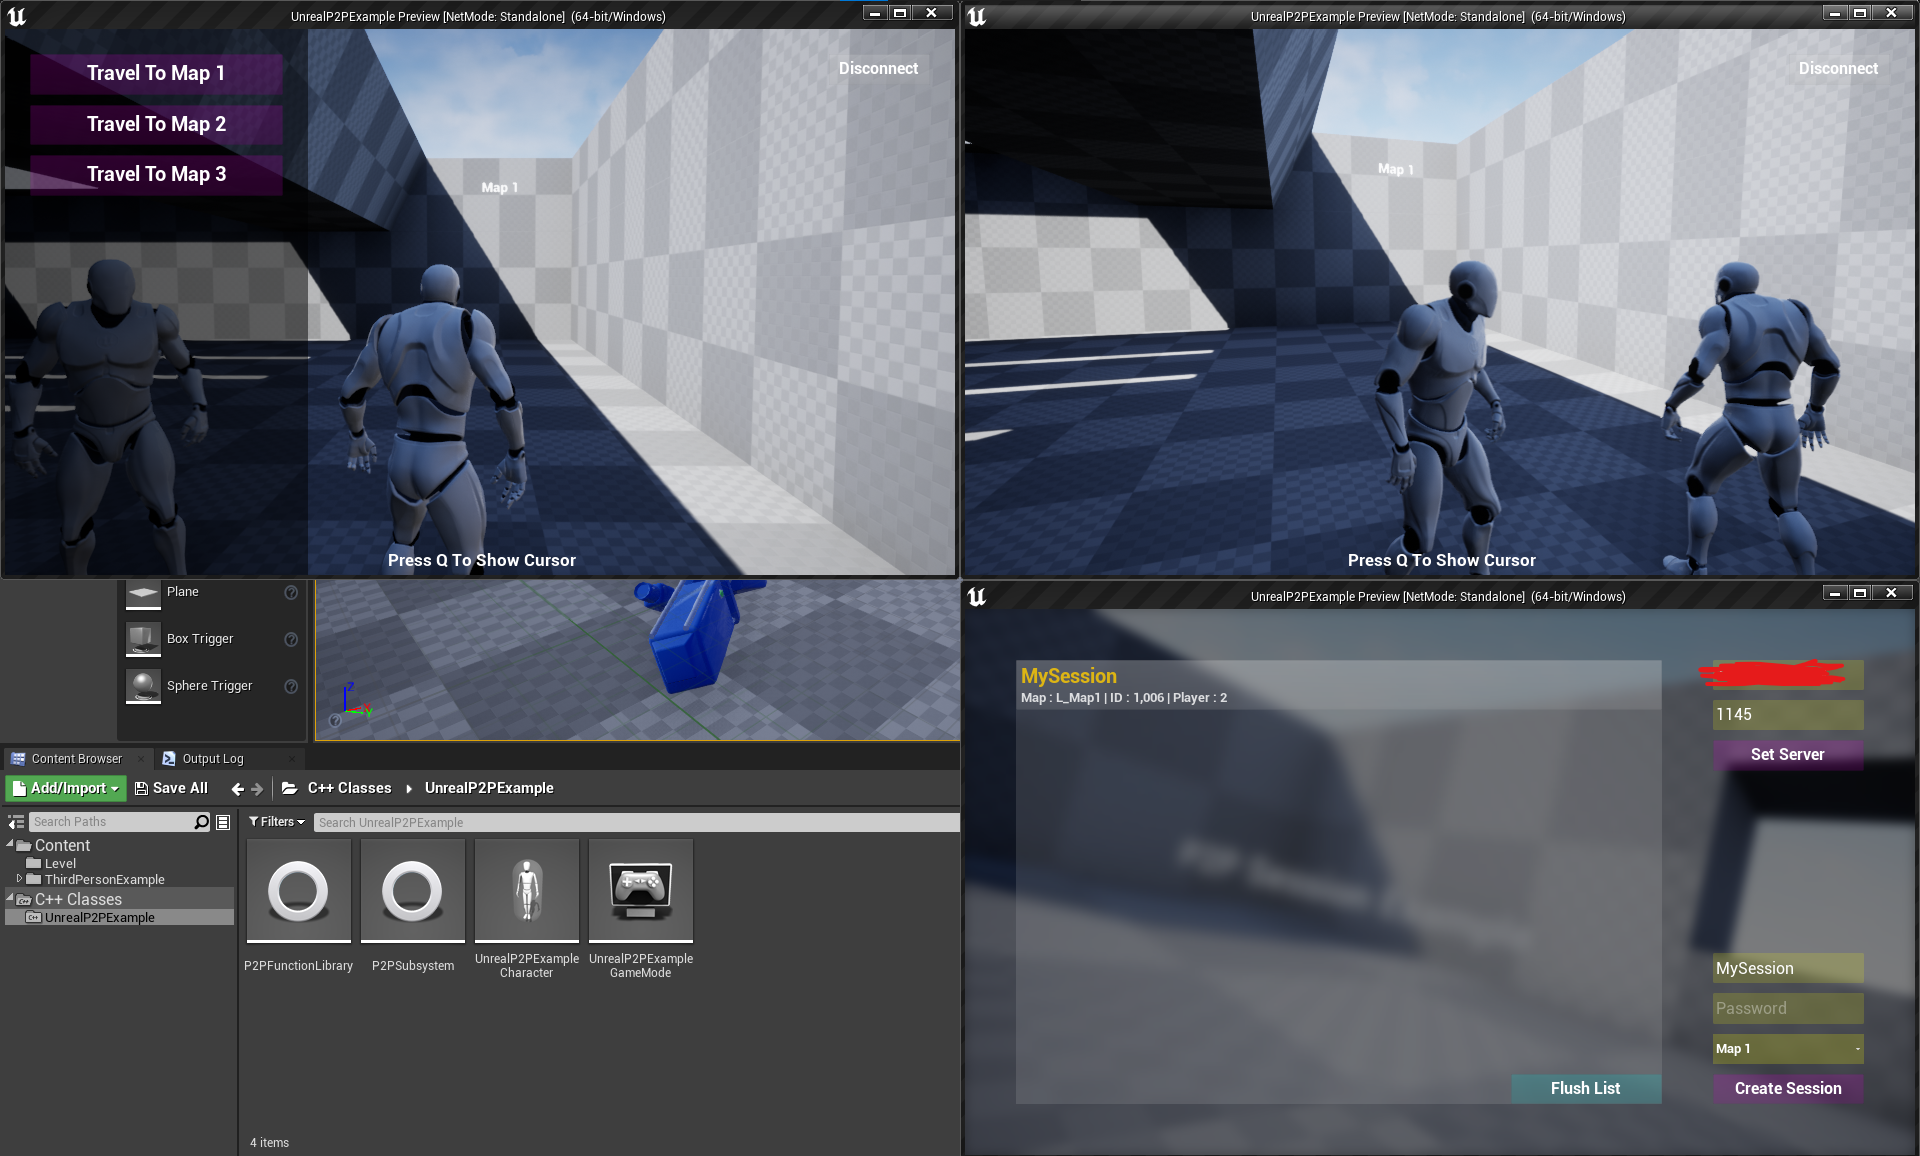 UnrealP2PExample Preview [NetMode: Standalone]  (64-bit/Windows)
Travel To Map 1
Travel To Map 2
Travel To Map 3
Disconnect
Map 1
Press Q To Show Cursor
UnrealP2PExample Preview [NetMode: Standalone]  (64-bit/Windows)
Disconnect
Map 1
Press Q To Show Cursor
Plane
Box Trigger
Sphere Trigger
Z
Y
Content Browser
Output Log
Add/Import
Save All
C++ Classes
UnrealP2PExample
Search Paths
Filters
Search UnrealP2PExample
Content
Level
ThirdPersonExample
C++ Classes
UnrealP2PExample
P2PFunctionLibrary
P2PSubsystem
UnrealP2PExample
Character
UnrealP2PExample
GameMode
4 items
UnrealP2PExample Preview [NetMode: Standalone]  (64-bit/Windows)
MySession
Map : L_Map1 | ID : 1,006 | Player : 2
1145
Set Server
P2P Session Example
MySession
Password
Map 1
Flush List
Create Session